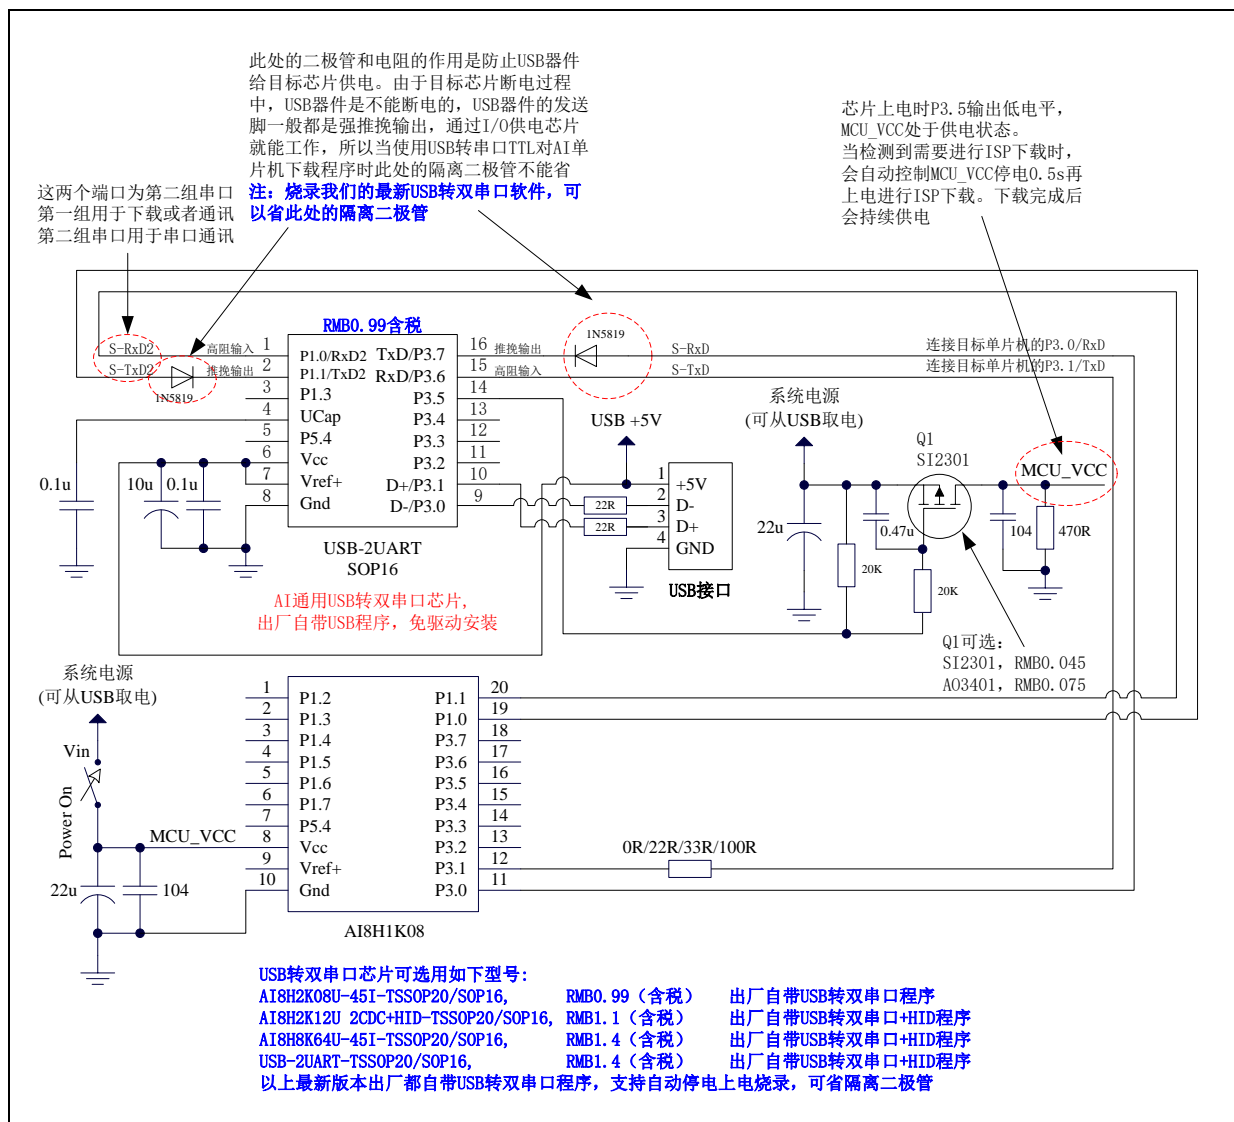 此处的二极管和电阻的作用是防止USB器件
给目标芯片供电。由于目标芯片断电过程
中，USB器件是不能断电的，USB器件的发送
脚一般都是强推挽输出，通过I/O供电芯片
就能工作，所以当使用USB转串口TTL对AI单
片机下载程序时此处的隔离二极管不能省
注：烧录我们的最新USB转双串口软件，可
以省此处的隔离二极管
芯片上电时P3.5输出低电平，
MCU_VCC处于供电状态。
当检测到需要进行ISP下载时，
会自动控制MCU_VCC停电0.5s再
上电进行ISP下载。下载完成后
会持续供电
这两个端口为第二组串口
第一组用于下载或者通讯
第二组串口用于串口通讯
RMB0.99含税
S-RxD2
高阻输入
1
P1.0/RxD2
TxD/P3.7
16
推挽输出
1N5819
S-RxD
连接目标单片机的P3.0/RxD
S-TxD2
1N5819
推挽输出
2
P1.1/TxD2
RxD/P3.6
15
高阻输入
S-TxD
连接目标单片机的P3.1/TxD
3
P1.3
P3.5
14
4
UCap
P3.4
13
5
P5.4
P3.3
12
6
Vcc
P3.2
11
7
Vref+
D+/P3.1
10
8
Gnd
D-/P3.0
9
0.1u
10u
0.1u
USB-2UART
SOP16
22R
22R
USB +5V
1
+5V
2
D-
3
D+
4
GND
USB接口
系统电源
(可从USB取电)
Q1
SI2301
MCU_VCC
22u
0.47u
104
470R
20K
20K
AI通用USB转双串口芯片，
出厂自带USB程序，免驱动安装
Q1可选：
SI2301，RMB0.045
AO3401，RMB0.075
系统电源
(可从USB取电)
Vin
Power On
MCU_VCC
22u
104
1
P1.2
P1.1
20
2
P1.3
P1.0
19
3
P1.4
P3.7
18
4
P1.5
P3.6
17
5
P1.6
P3.5
16
6
P1.7
P3.4
15
7
P5.4
P3.3
14
8
Vcc
P3.2
13
9
Vref+
P3.1
12
10
Gnd
P3.0
11
0R/22R/33R/100R
AI8H1K08
USB转双串口芯片可选用如下型号:
AI8H2K08U-45I-TSSOP20/SOP16, RMB0.99（含税） 出厂自带USB转双串口程序
AI8H2K12U 2CDC+HID-TSSOP20/SOP16, RMB1.1（含税） 出厂自带USB转双串口+HID程序
AI8H8K64U-45I-TSSOP20/SOP16, RMB1.4（含税） 出厂自带USB转双串口+HID程序
USB-2UART-TSSOP20/SOP16, RMB1.4（含税） 出厂自带USB转双串口+HID程序
以上最新版本出厂都自带USB转双串口程序，支持自动停电上电烧录，可省隔离二极管